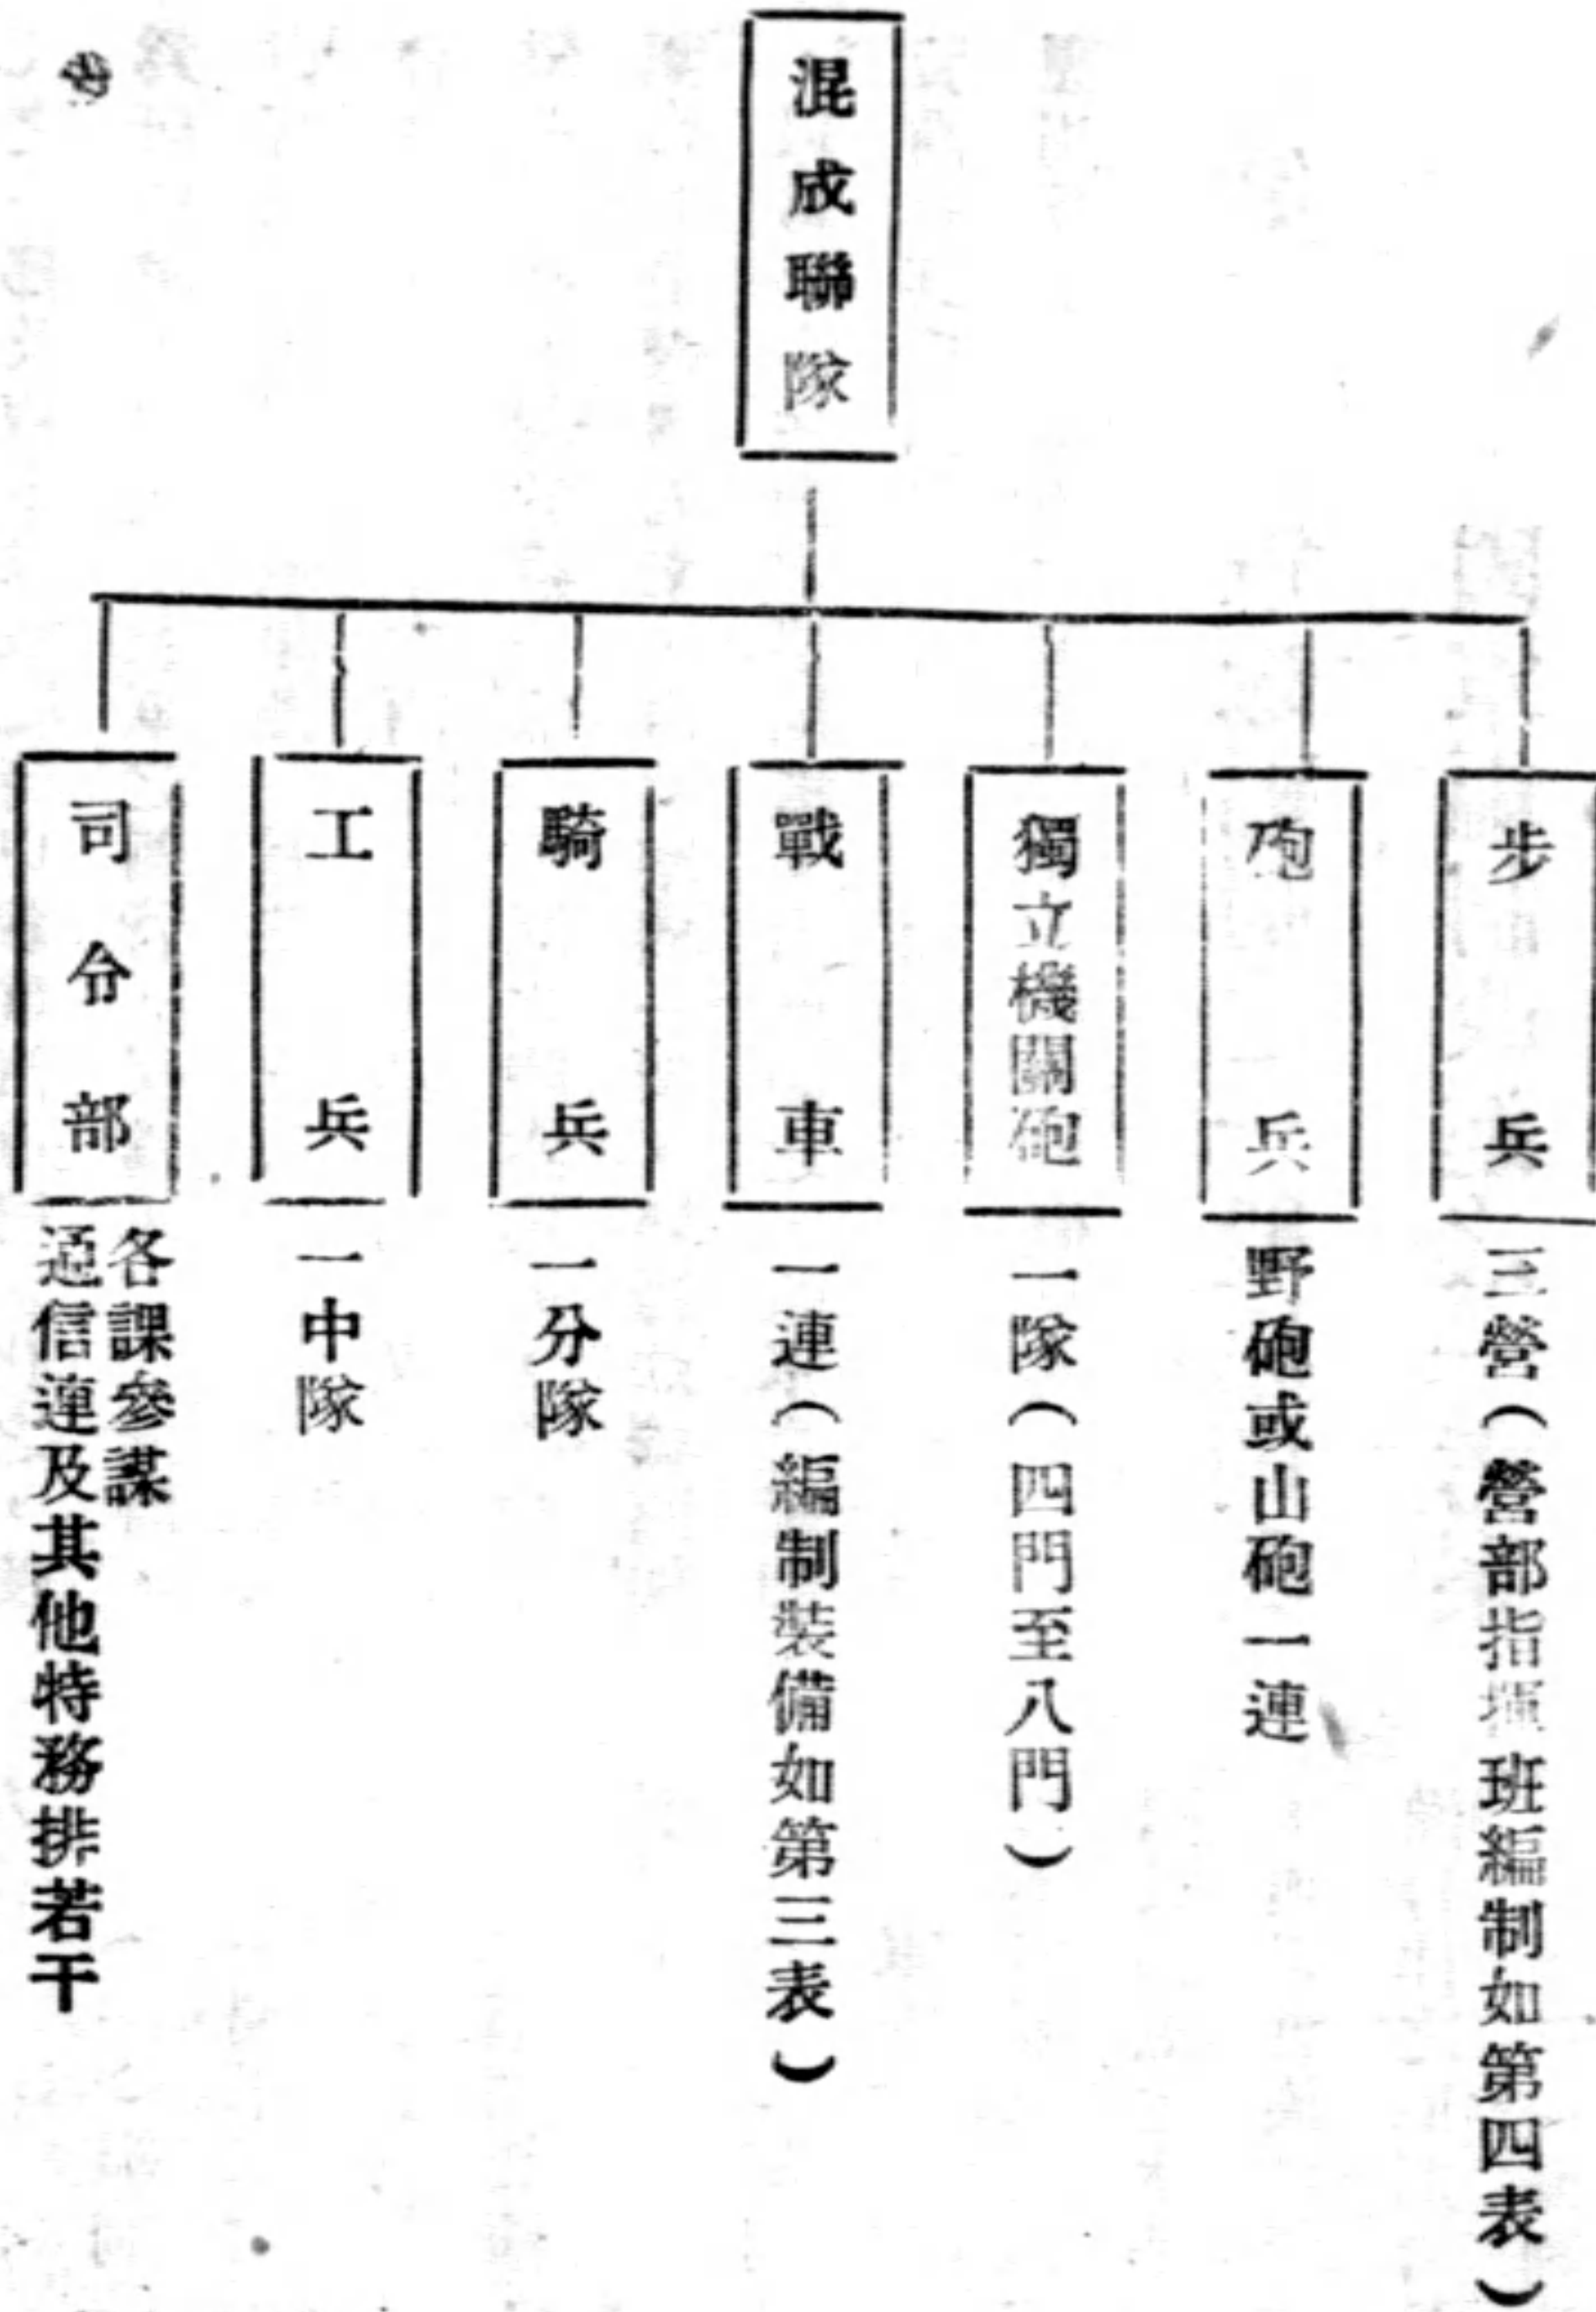 混成聯隊
步兵
三營（營部指揮班編制如第四表）
砲兵
野砲或山砲一連
獨立機關砲
一隊（四門至八門）
戰車
一連（編制裝備如第三表）
騎兵
一分隊
工兵
一中隊
司令部
各課參謀
通信連及其他特務排若干